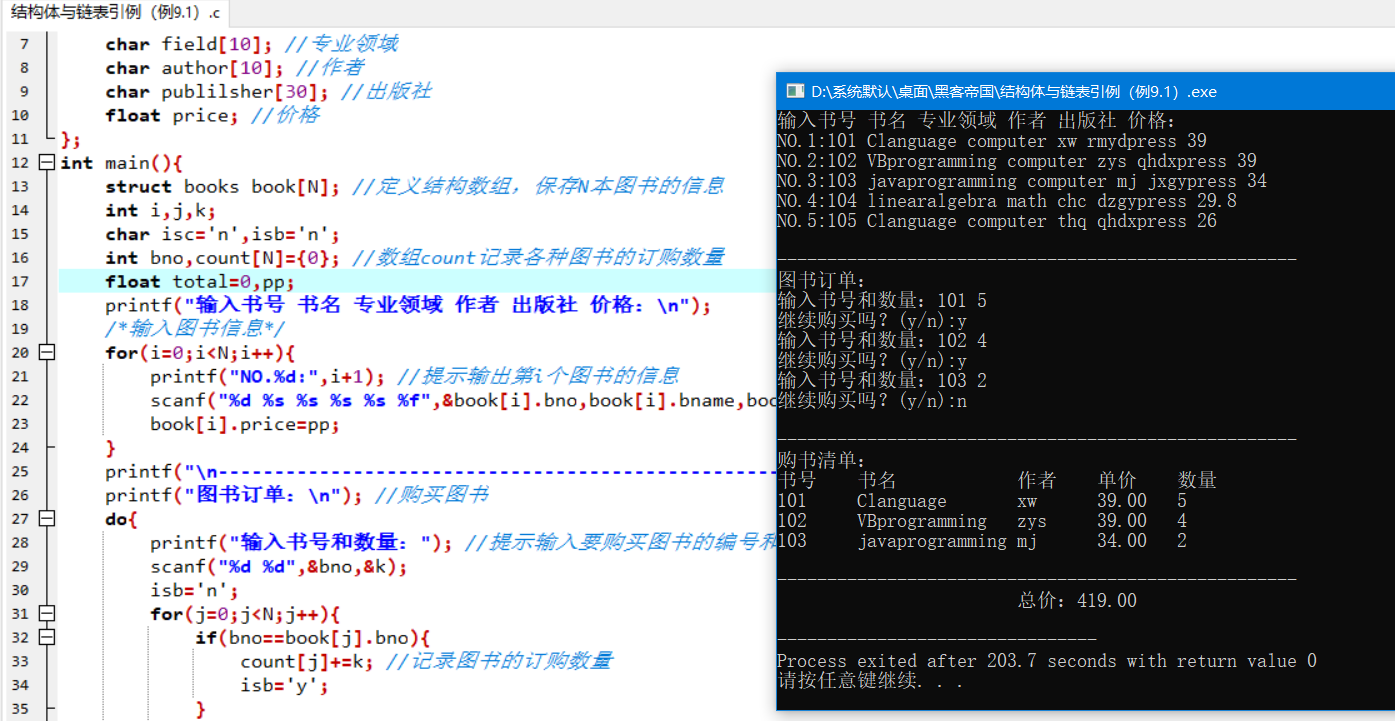 结构体与链表引例（例9.1）.c
7 char field[10]; //专业领域
8 char author[10]; //作者
9 char publilsher[30]; //出版社
10 float price; //价格
11 };
12 int main(){
13 struct books book[N]; //定义结构数组，保存N本图书的信息
14 int i,j,k;
15 char isc='n',isb='n';
16 int bno,count[N]={0}; //数组count记录各种图书的订购数量
17 float total=0,pp;
18 printf("输入书号 书名 专业领域 作者 出版社 价格：\n");
19 /*输入图书信息*/
20 for(i=0;i<N;i++){
21 printf("NO.%d:",i+1); //提示输出第i个图书的信息
22 scanf("%d %s %s %s %s %f",&book[i].bno,book[i].bname,boo
23 book[i].price=pp;
24 }
25 printf("\n--------------------------------------------------
26 printf("图书订单：\n"); //购买图书
27 do{
28 printf("输入书号和数量："); //提示输入要购买图书的编号和
29 scanf("%d %d",&bno,&k);
30 isb='n';
31 for(j=0;j<N;j++){
32 if(bno==book[j].bno){
33 count[j]+=k; //记录图书的订购数量
34 isb='y';
35 }
D:\系统默认\桌面\黑客帝国\结构体与链表引例（例9.1）.exe
输入书号 书名 专业领域 作者 出版社 价格：
NO.1:101 Clanguage computer xw rmydpress 39
NO.2:102 VBprogramming computer zys qhdxpress 39
NO.3:103 javaprogramming computer mj jxgypress 34
NO.4:104 linearalgebra math chc dzgypress 29.8
NO.5:105 Clanguage computer thq qhdxpress 26
----------------------------------------------------
图书订单：
输入书号和数量：101 5
继续购买吗？(y/n):y
输入书号和数量：102 4
继续购买吗？(y/n):y
输入书号和数量：103 2
继续购买吗？(y/n):n
----------------------------------------------------
购书清单：
书号 书名 作者 单价 数量
101 Clanguage xw 39.00 5
102 VBprogramming zys 39.00 4
103 javaprogramming mj 34.00 2
----------------------------------------------------
总价：419.00
--------------------------------
Process exited after 203.7 seconds with return value 0
请按任意键继续. . .